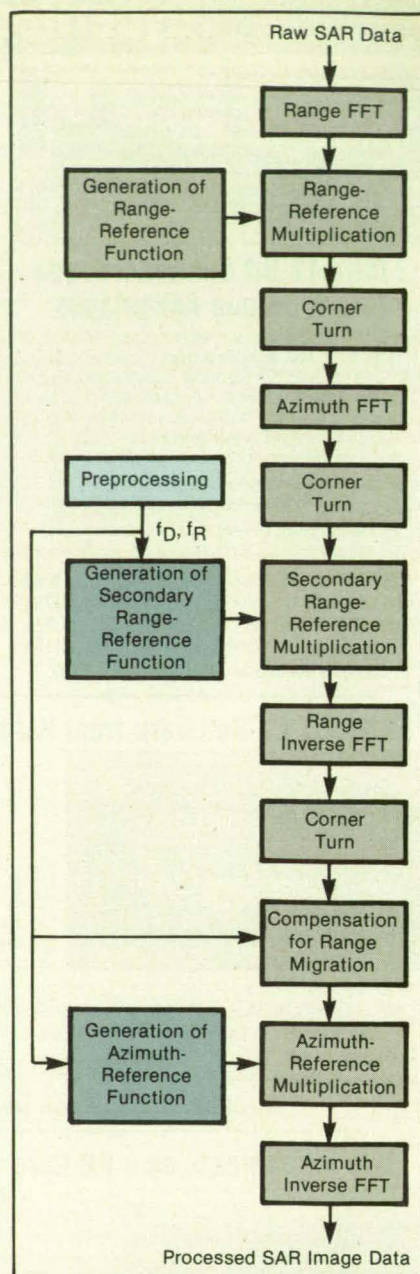 Raw SAR Data
Range FFT
Generation of
Range-
Reference
Function
Range-
Reference
Multiplication
Corner
Turn
Azimuth FFT
Preprocessing
Corner
Turn
fD, fR
Generation of
Secondary
Range-
Reference
Function
Secondary
Range-
Reference
Multiplication
Range
Inverse FFT
Corner
Turn
Compensation
for Range
Migration
Generation of
Azimuth-
Reference
Function
Azimuth-
Reference
Multiplication
Azimuth
Inverse FFT
Processed SAR Image Data